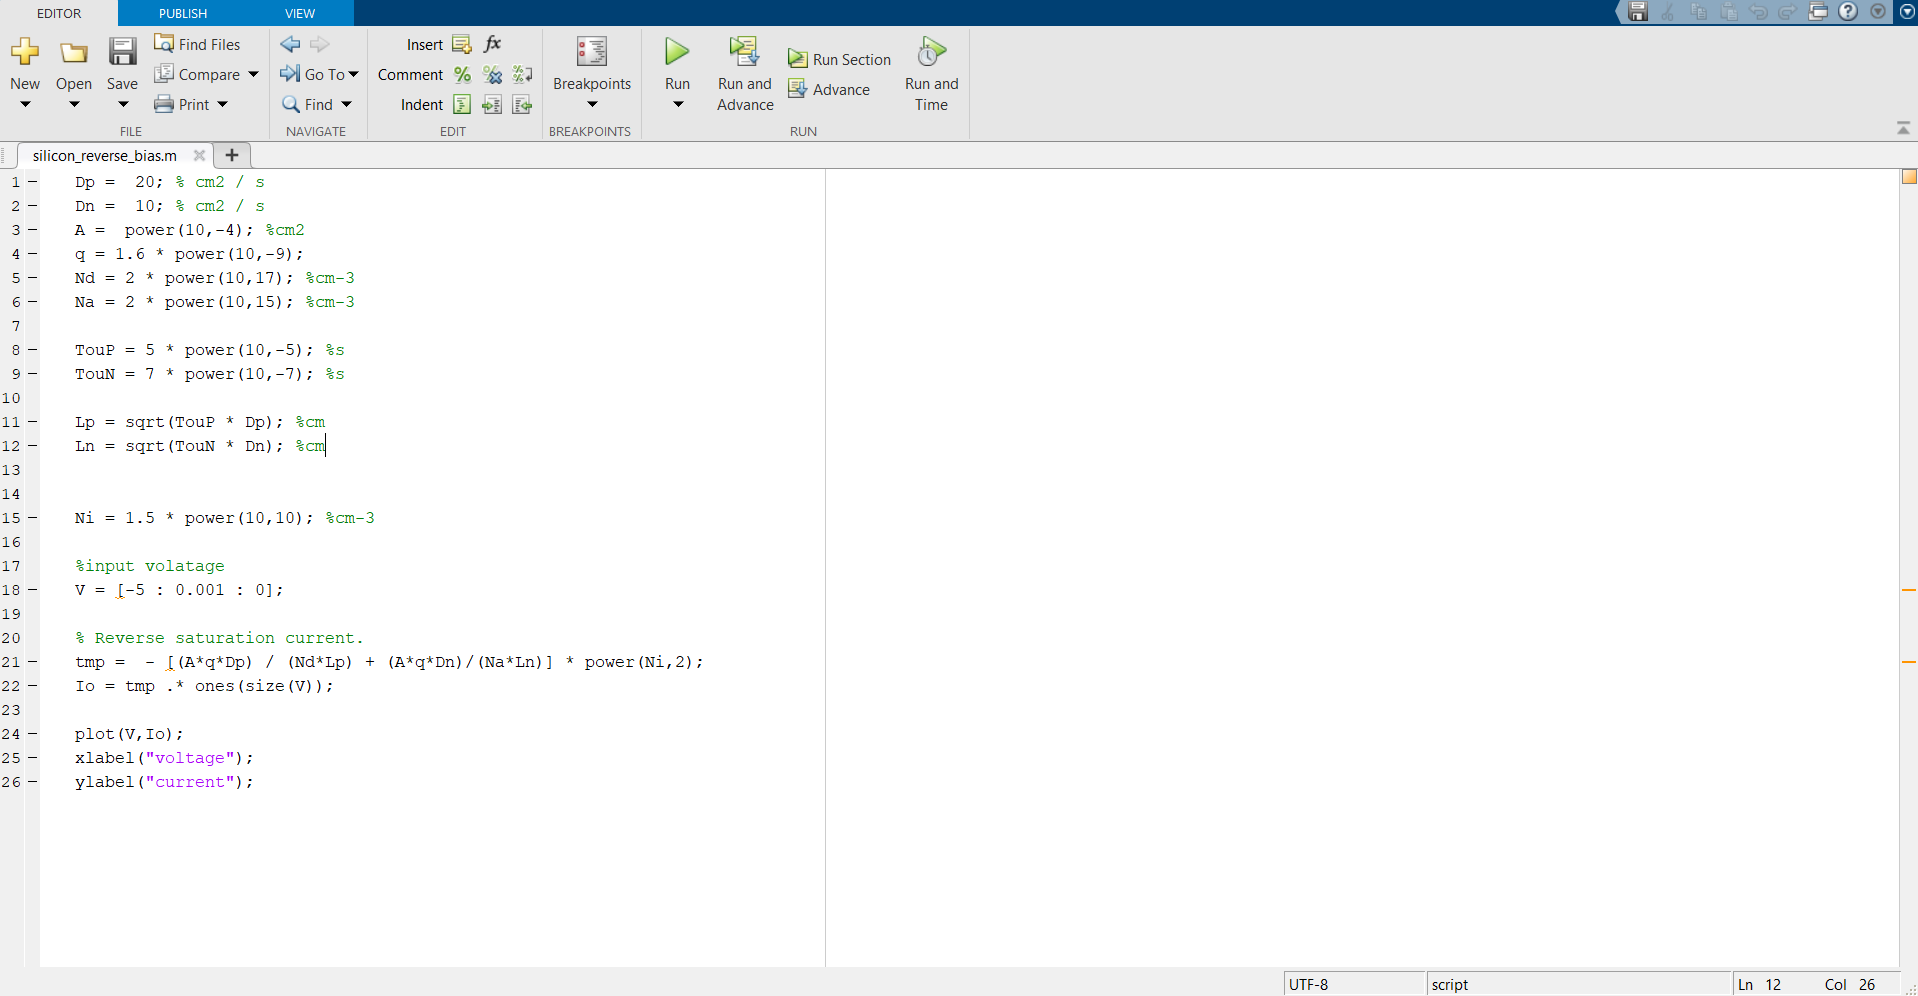 EDITOR PUBLISH VIEW
New Open Save Find Files Compare Print
Go To Find
Insert fx
Comment
Indent
Breakpoints
Run Run and Advance Run Section Advance Run and Time
FILE NAVIGATE EDIT BREAKPOINTS RUN
silicon_reverse_bias.m
1 Dp =  20; % cm2 / s
2 Dn =  10; % cm2 / s
3 A =  power(10,-4); %cm2
4 q = 1.6 * power(10,-9);
5 Nd = 2 * power(10,17); %cm-3
6 Na = 2 * power(10,15); %cm-3
7
8 TouP = 5 * power(10,-5); %s
9 TouN = 7 * power(10,-7); %s
10
11 Lp = sqrt(TouP * Dp); %cm
12 Ln = sqrt(TouN * Dn); %cm
13
14
15 Ni = 1.5 * power(10,10); %cm-3
16
17 %input volatage
18 V = [-5 : 0.001 : 0];
19
20 % Reverse saturation current.
21 tmp =  - [(A*q*Dp) / (Nd*Lp) + (A*q*Dn)/(Na*Ln)] * power(Ni,2);
22 Io = tmp .* ones(size(V));
23
24 plot(V,Io);
25 xlabel("voltage");
26 ylabel("current");
UTF-8 script Ln 12 Col 26